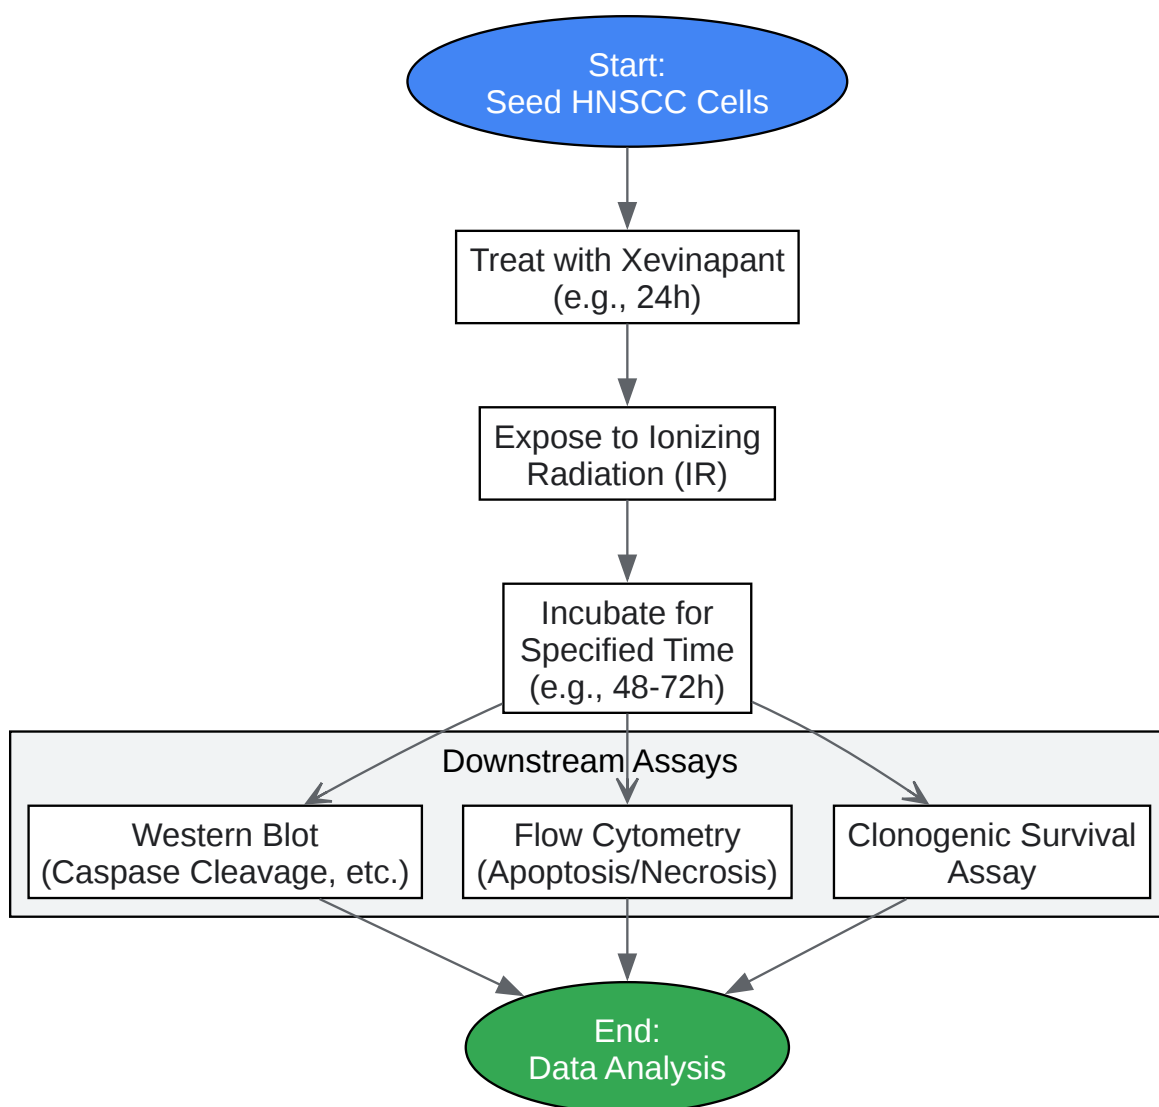 Start:
Seed HNSCC Cells
Treat with Xevinapant
(e.g., 24h)
Expose to Ionizing
Radiation (IR)
Incubate for
Specified Time
(e.g., 48-72h)
Downstream Assays
Western Blot
(Caspase Cleavage, etc.)
Flow Cytometry
(Apoptosis/Necrosis)
Clonogenic Survival
Assay
End:
Data Analysis